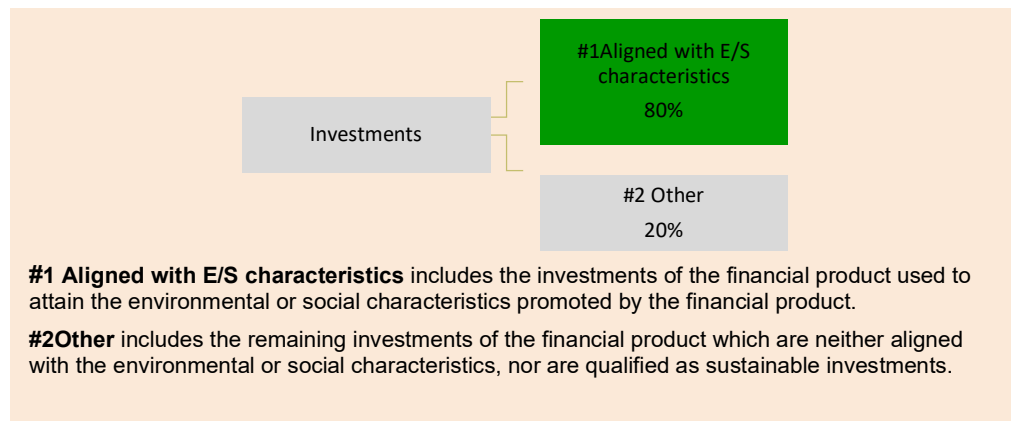 #1Aligned with E/S
characteristics
80%
Investments
#2 Other
20%
#1 Aligned with E/S characteristics includes the investments of the financial product used to
attain the environmental or social characteristics promoted by the financial product.
#2Other includes the remaining investments of the financial product which are neither aligned
with the environmental or social characteristics, nor are qualified as sustainable investments.